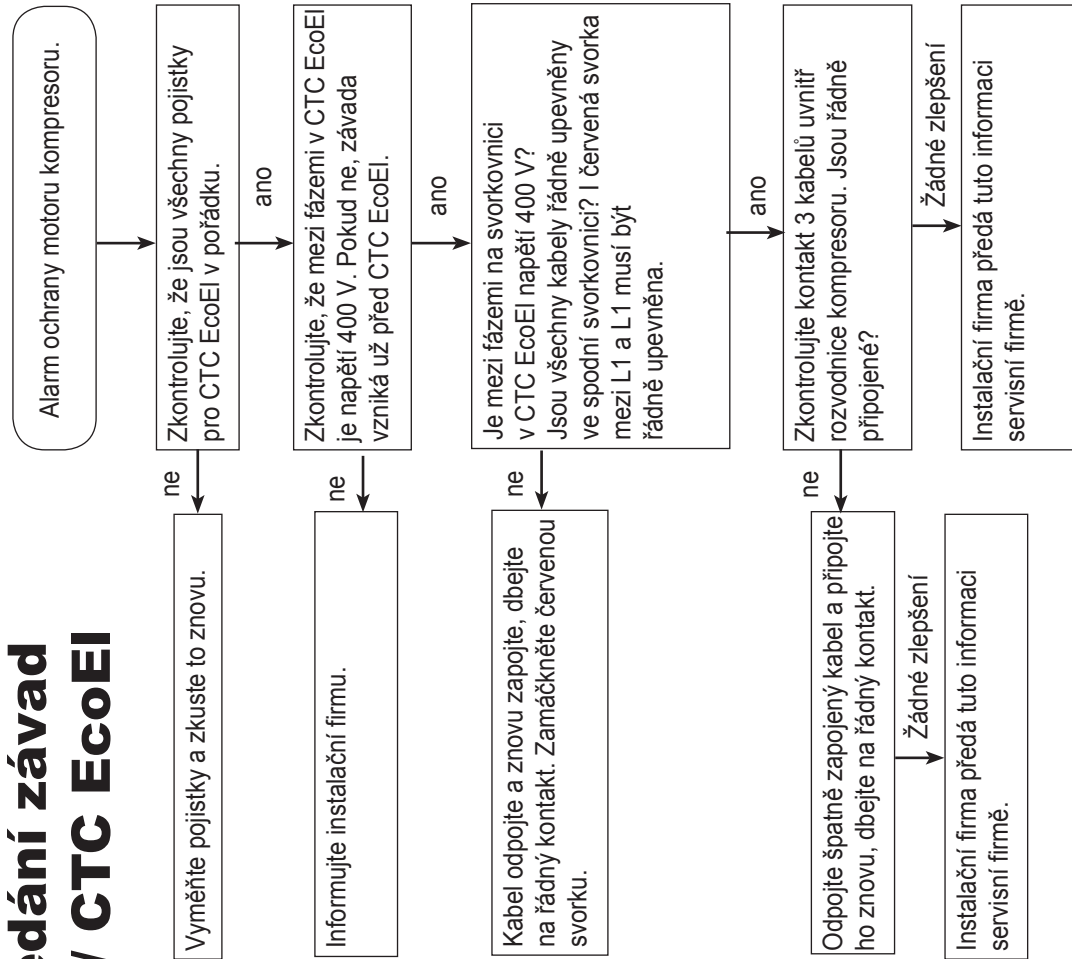 edání závad
/ CTC EcoEl
Alarm ochrany motoru kompresoru.
Zkontrolujte, že jsou všechny pojistky
pro CTC EcoEl v pořádku.
ne
ano
Vyměňte pojistky a zkuste to znovu.
Zkontrolujte, že mezi fázemi v CTC EcoEl
je napětí 400 V. Pokud ne, závada
vzniká už před CTC EcoEl.
ne
ano
Informujte instalační firmu.
Je mezi fázemi na svorkovnici
v CTC EcoEl napětí 400 V?
Jsou všechny kabely řádně upevněny
ve spodní svorkovnici? I červená svorka
mezi L1 a L1 musí být
řádně upevněna.
ne
ano
Kabel odpojte a znovu zapojte, dbejte
na řádný kontakt. Zamáčkněte červenou
svorku.
Zkontrolujte kontakt 3 kabelů uvnitř
rozvodnice kompresoru. Jsou řádně
připojené?
ne
Žádné zlepšení
Odpojte špatně zapojený kabel a připojte
ho znovu, dbejte na řádný kontakt.
Žádné zlepšení
Instalační firma předá tuto informaci
servisní firmě.
Instalační firma předá tuto informaci
servisní firmě.